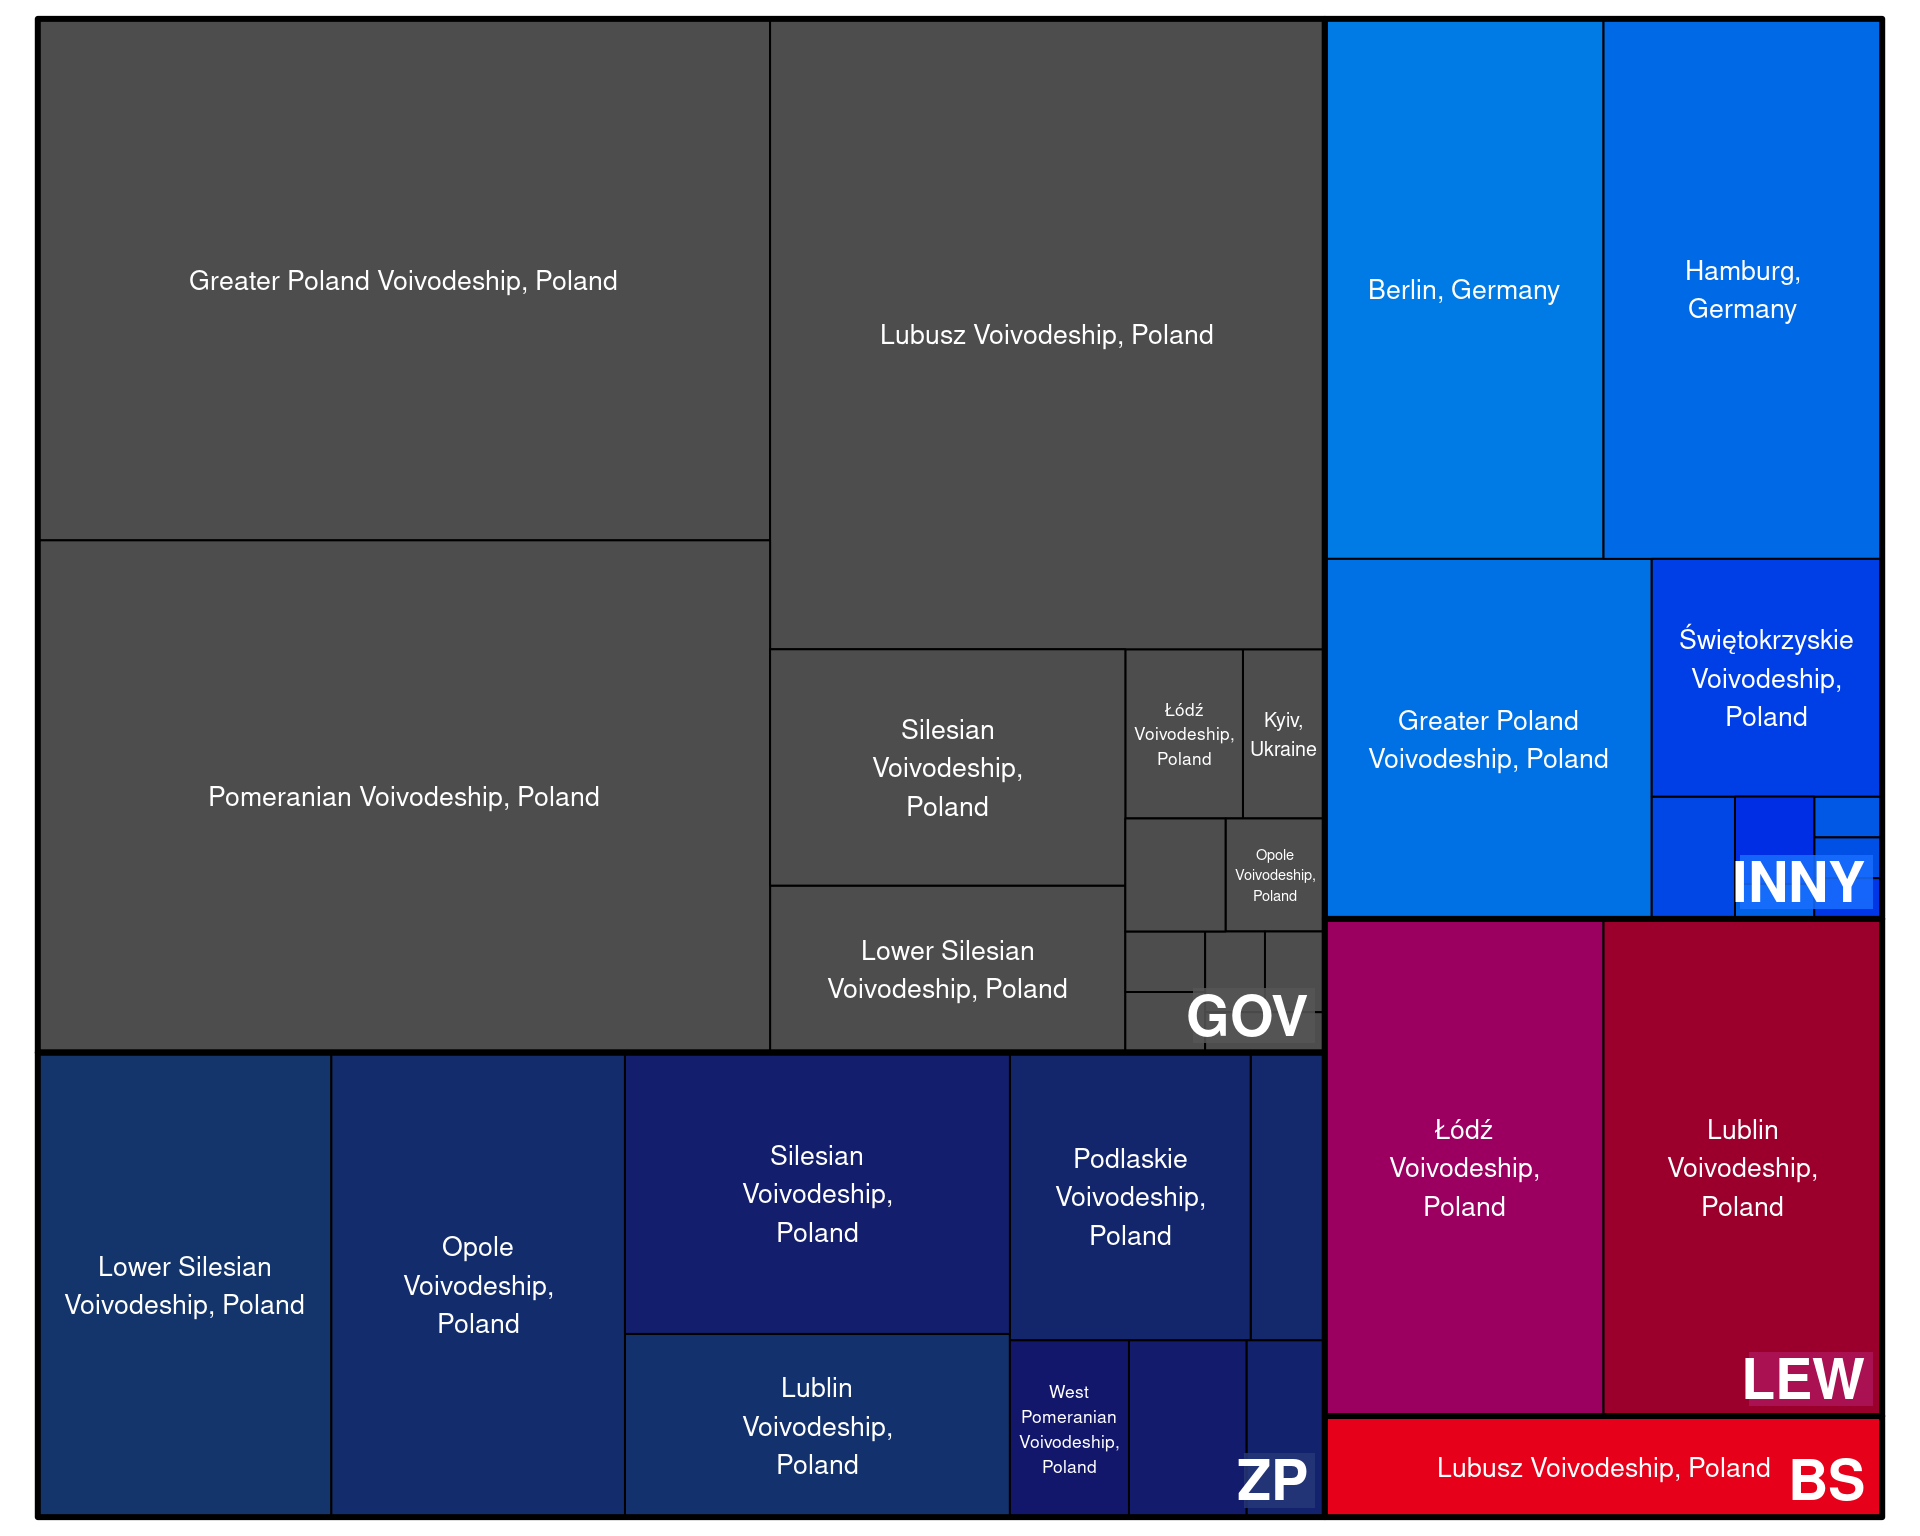 Greater Poland Voivodeship, Poland
Pomeranian Voivodeship, Poland
Lubusz Voivodeship, Poland
Silesian
Voivodeship,
Poland
Lower Silesian
Voivodeship, Poland
Łódź
Voivodeship,
Poland
Kyiv,
Ukraine
Opole
Voivodeship,
Poland
GOV
Lower Silesian
Voivodeship, Poland
Opole
Voivodeship,
Poland
Silesian
Voivodeship,
Poland
Lublin
Voivodeship,
Poland
Podlaskie
Voivodeship,
Poland
West
Pomeranian
Voivodeship,
Poland
ZP
Berlin, Germany
Hamburg,
Germany
Greater Poland
Voivodeship, Poland
Świętokrzyskie
Voivodeship,
Poland
INNY
Łódź
Voivodeship,
Poland
Lublin
Voivodeship,
Poland
LEW
Lubusz Voivodeship, Poland
BS